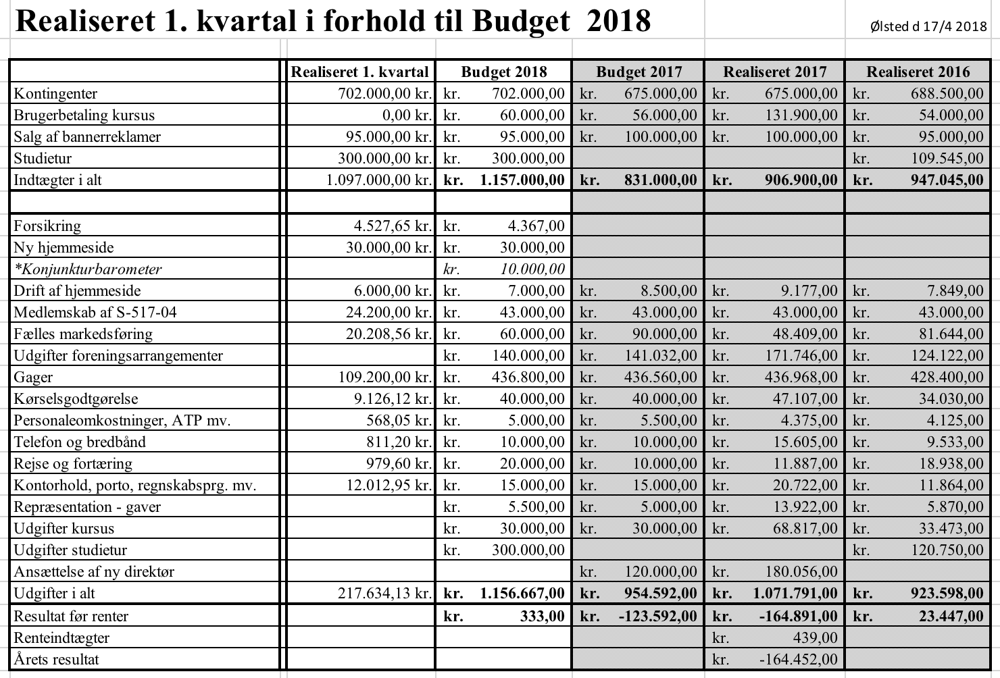 Realiseret 1. kvartal i forhold til Budget 2018 Ølsted d 17/4 2018
Realiseret 1. kvartal Budget 2018 Budget 2017 Realiseret 2017 Realiseret 2016
Kontingenter 702.000,00 kr. kr. 702.000,00 kr. 675.000,00 kr. 675.000,00 kr. 688.500,00
Brugerbetaling kursus 0,00 kr. kr. 60.000,00 kr. 56.000,00 kr. 131.900,00 kr. 54.000,00
Salg af bannerreklamer 95.000,00 kr. kr. 95.000,00 kr. 100.000,00 kr. 100.000,00 kr. 95.000,00
Studietur 300.000,00 kr. kr. 300.000,00 kr. 109.545,00
Indtægter i alt 1.097.000,00 kr. kr. 1.157.000,00 kr. 831.000,00 kr. 906.900,00 kr. 947.045,00
Forsikring 4.527,65 kr. kr. 4.367,00
Ny hjemmeside 30.000,00 kr. kr. 30.000,00
*Konjunkturbarometer kr. 10.000,00
Drift af hjemmeside 6.000,00 kr. kr. 7.000,00 kr. 8.500,00 kr. 9.177,00 kr. 7.849,00
Medlemskab af S-517-04 24.200,00 kr. kr. 43.000,00 kr. 43.000,00 kr. 43.000,00 kr. 43.000,00
Fælles markedsføring 20.208,56 kr. kr. 60.000,00 kr. 90.000,00 kr. 48.409,00 kr. 81.644,00
Udgifter foreningsarrangementer kr. 140.000,00 kr. 141.032,00 kr. 171.746,00 kr. 124.122,00
Gager 109.200,00 kr. kr. 436.800,00 kr. 436.560,00 kr. 436.968,00 kr. 428.400,00
Kørselsgodtgørelse 9.126,12 kr. kr. 40.000,00 kr. 40.000,00 kr. 47.107,00 kr. 34.030,00
Personaleomkostninger, ATP mv. 568,05 kr. kr. 5.000,00 kr. 5.500,00 kr. 4.375,00 kr. 4.125,00
Telefon og bredbånd 811,20 kr. kr. 10.000,00 kr. 10.000,00 kr. 15.605,00 kr. 9.533,00
Rejse og fortæring 979,60 kr. kr. 20.000,00 kr. 10.000,00 kr. 11.887,00 kr. 18.938,00
Kontorhold, porto, regnskabsprg. mv. 12.012,95 kr. kr. 15.000,00 kr. 15.000,00 kr. 20.722,00 kr. 11.864,00
Repræsentation - gaver kr. 5.500,00 kr. 5.000,00 kr. 13.922,00 kr. 5.870,00
Udgifter kursus kr. 30.000,00 kr. 30.000,00 kr. 68.817,00 kr. 33.473,00
Udgifter studietur kr. 300.000,00 kr. 120.750,00
Ansættelse af ny direktør kr. 120.000,00 kr. 180.056,00
Udgifter i alt 217.634,13 kr. kr. 1.156.667,00 kr. 954.592,00 kr. 1.071.791,00 kr. 923.598,00
Resultat før renter kr. 333,00 kr. -123.592,00 kr. -164.891,00 kr. 23.447,00
Renteindtægter kr. 439,00
Årets resultat kr. -164.452,00